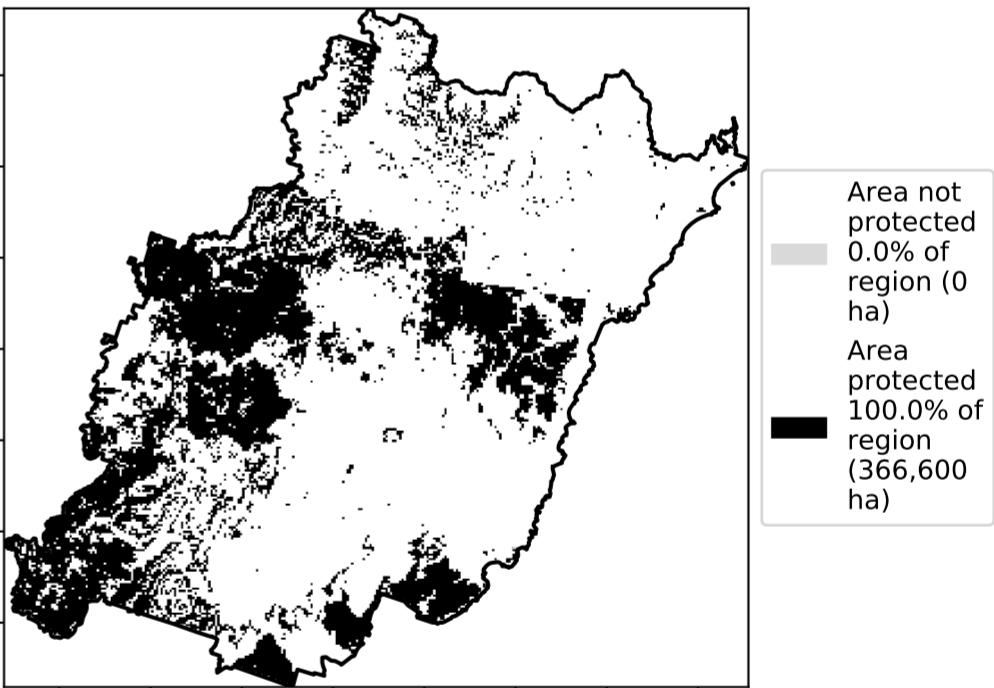 Area not
protected
0.0% of
region (0
ha)
Area
protected
100.0% of
region
(366,600
ha)